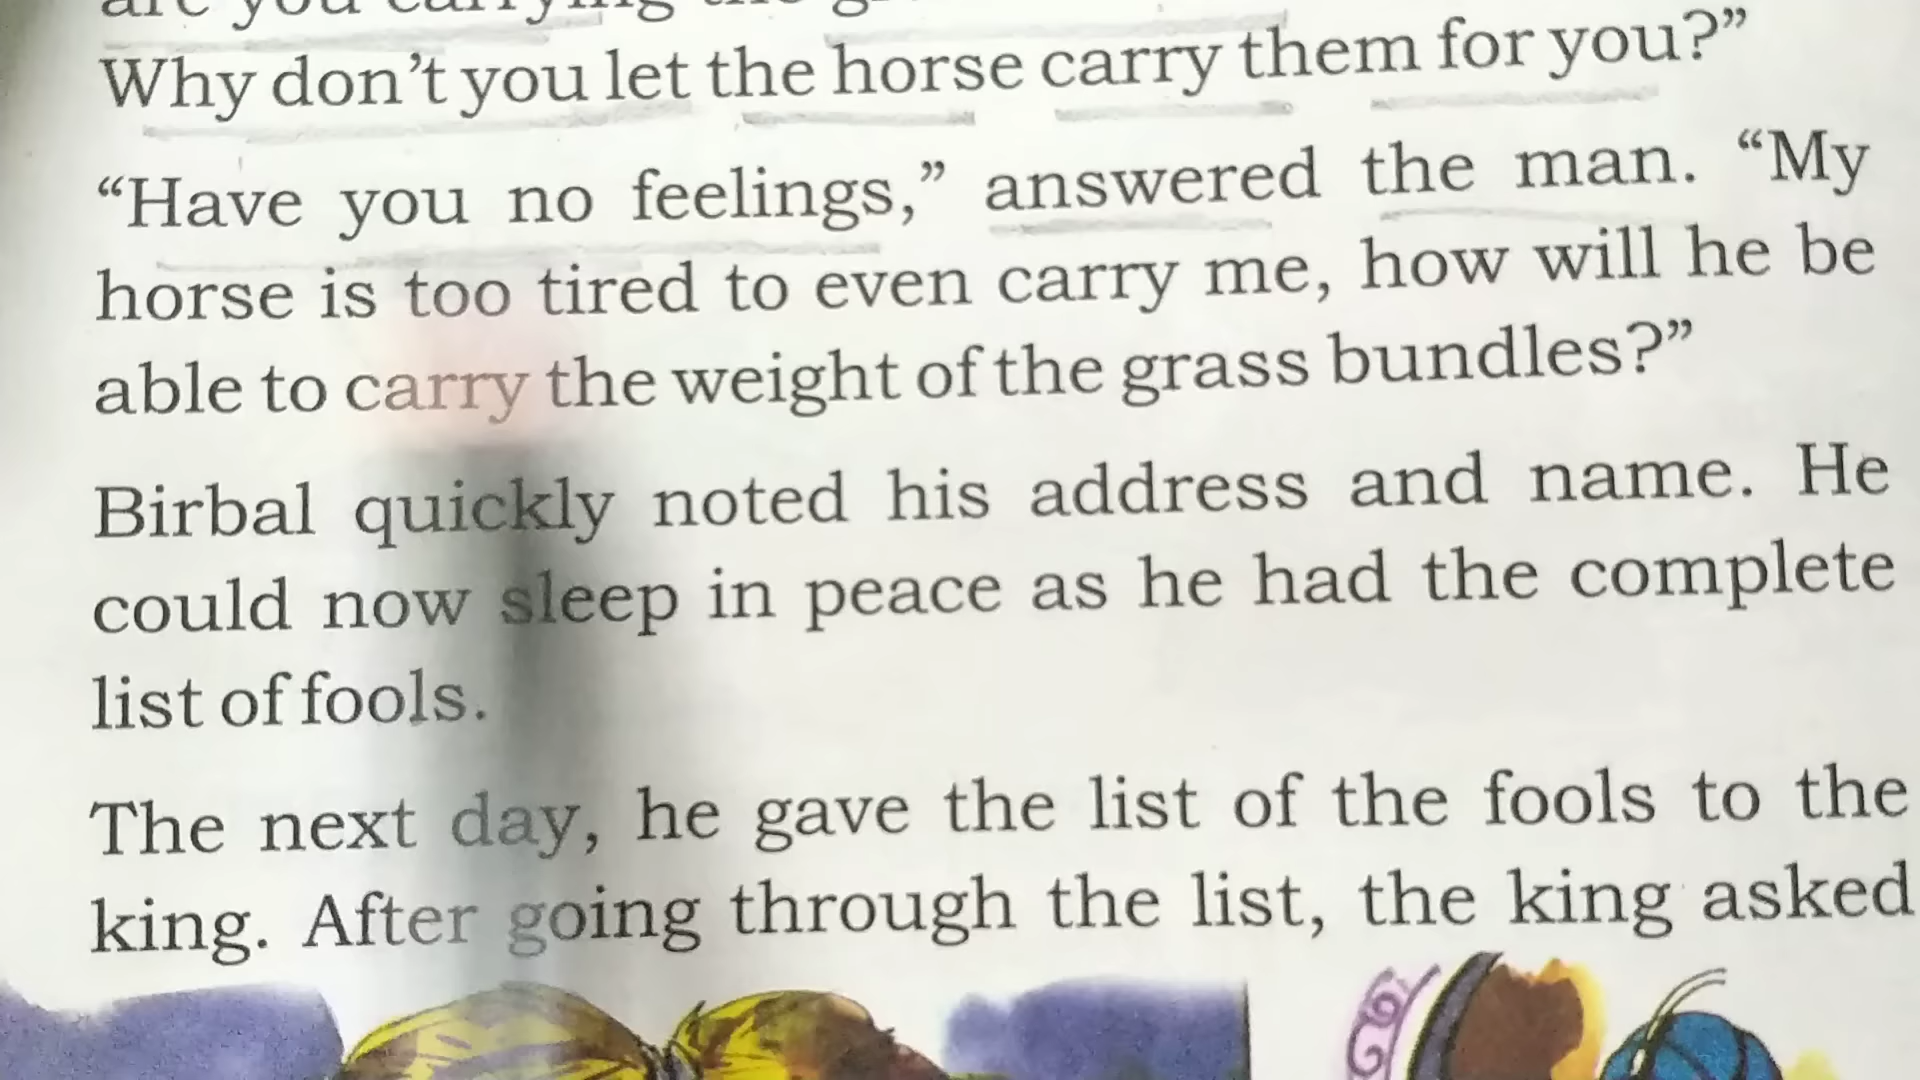 are you carrying the
Why don’t you let the horse carry them for you?”
“Have you no feelings,” answered the man. “My
horse is too tired to even carry me, how will he be
able to carry the weight of the grass bundles?”
Birbal quickly noted his address and name. He
could now sleep in peace as he had the complete
list of fools.
The next day, he gave the list of the fools to the
king. After going through the list, the king asked